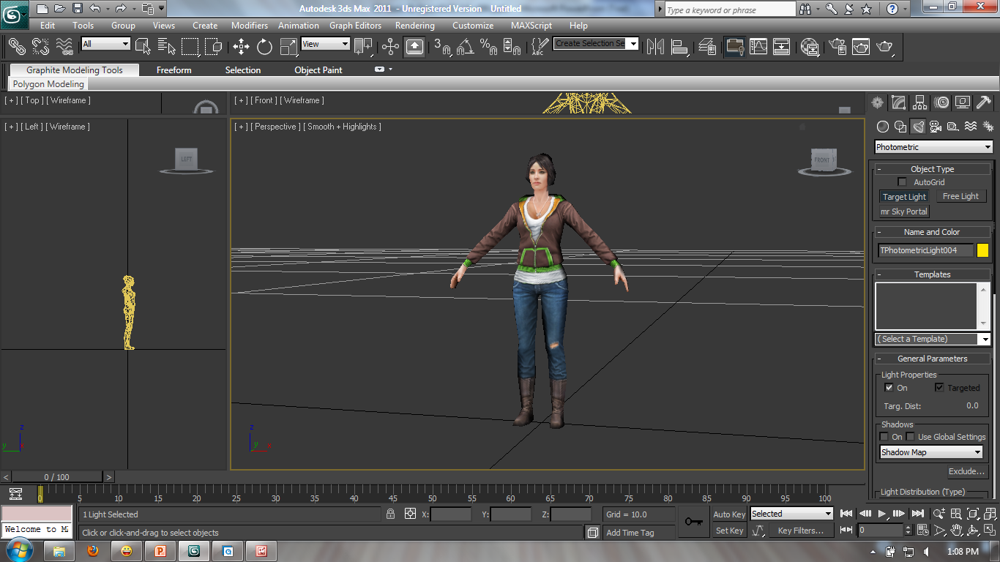 Autodesk 3ds Max 2011 - Unregistered Version Untitled
Type a keyword or phrase
Edit Tools Group Views Create Modifiers Animation Graph Editors Rendering Customize MAXScript Help
All View 3 Create Selection Se
Graphite Modeling Tools Freeform Selection Object Paint
Polygon Modeling
[ + ] [ Top ] [ Wireframe ] [ + ] [ Front ] [ Wireframe ]
[ + ] [ Left ] [ Wireframe ] [ + ] [ Perspective ] [ Smooth + Highlights ]
LEFT FRONT
Photometric
- Object Type
AutoGrid
Target Light Free Light
mr Sky Portal
- Name and Color
TPhotometricLight004
- Templates
(Select a Template)
- General Parameters
Light Properties
On Targeted
Targ. Dist: 0.0
Shadows
On Use Global Settings
Shadow Map
Exclude...
Light Distribution (Type)
z z
y x y x
< 0 / 100 >
0 5 10 15 20 25 30 35 40 45 50 55 60 65 70 75 80 85 90 95 100
1 Light Selected X: Y: Z: Grid = 10.0 Auto Key Selected
Welcome to M Click or click-and-drag to select objects Add Time Tag Set Key Key Filters... 0
1:08 PM